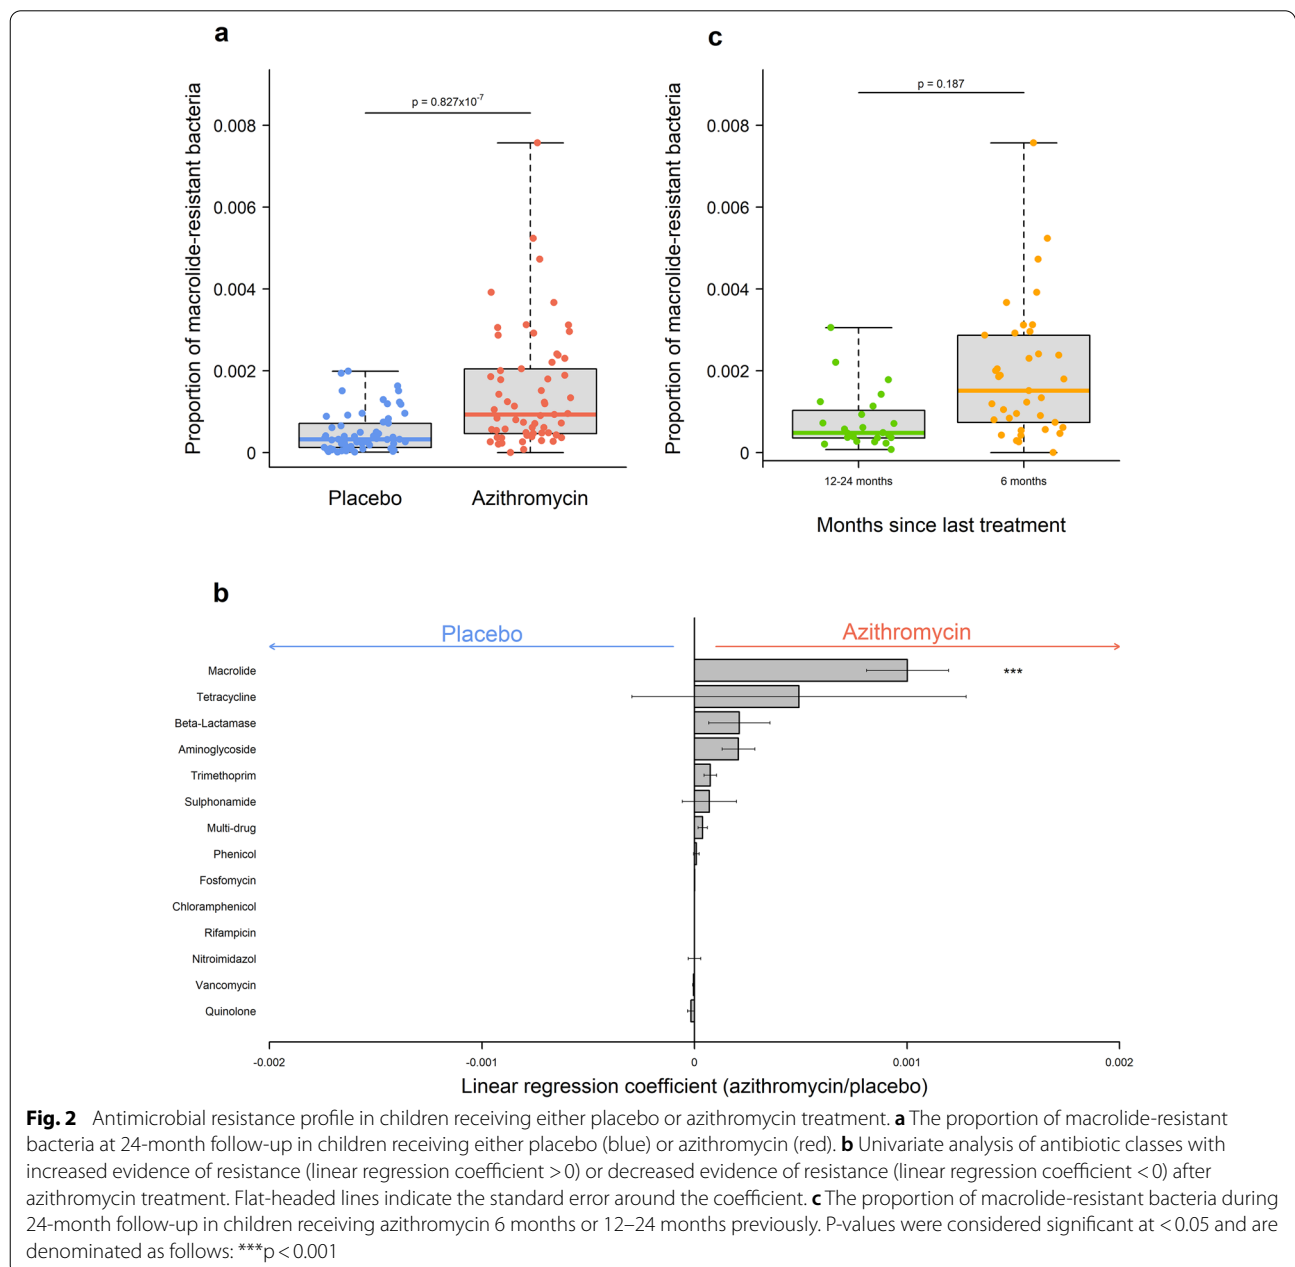 a
Proportion of macrolide-resistant bacteria
0.008
0.006
0.004
0.002
0
p = 0.827x10-7
Placebo
Azithromycin
c
Proportion of macrolide-resistant bacteria
0.008
0.006
0.004
0.002
0
p = 0.187
12-24 months
6 months
Months since last treatment
b
Placebo
Azithromycin
Macrolide
***
Tetracycline
Beta-Lactamase
Aminoglycoside
Trimethoprim
Sulphonamide
Multi-drug
Phenicol
Fosfomycin
Chloramphenicol
Rifampicin
Nitroimidazol
Vancomycin
Quinolone
-0.002
-0.001
0
0.001
0.002
Linear regression coefficient (azithromycin/placebo)
Fig. 2 Antimicrobial resistance profile in children receiving either placebo or azithromycin treatment. a The proportion of macrolide-resistant
bacteria at 24-month follow-up in children receiving either placebo (blue) or azithromycin (red). b Univariate analysis of antibiotic classes with
increased evidence of resistance (linear regression coefficient > 0) or decreased evidence of resistance (linear regression coefficient < 0) after
azithromycin treatment. Flat-headed lines indicate the standard error around the coefficient. c The proportion of macrolide-resistant bacteria during
24-month follow-up in children receiving azithromycin 6 months or 12–24 months previously. P-values were considered significant at < 0.05 and are
denominated as follows: ***p < 0.001